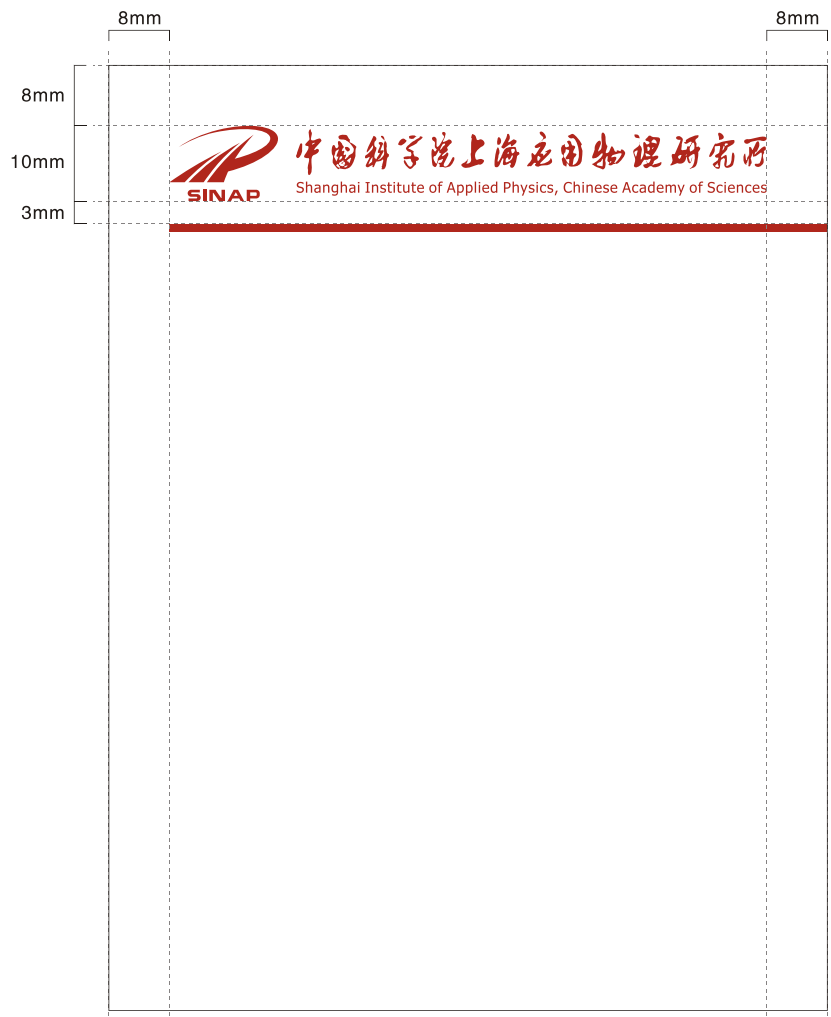 8mm 8mm
8mm
10mm
3mm
中国科学院上海应用物理研究所
Shanghai Institute of Applied Physics, Chinese Academy of Sciences
SINAP